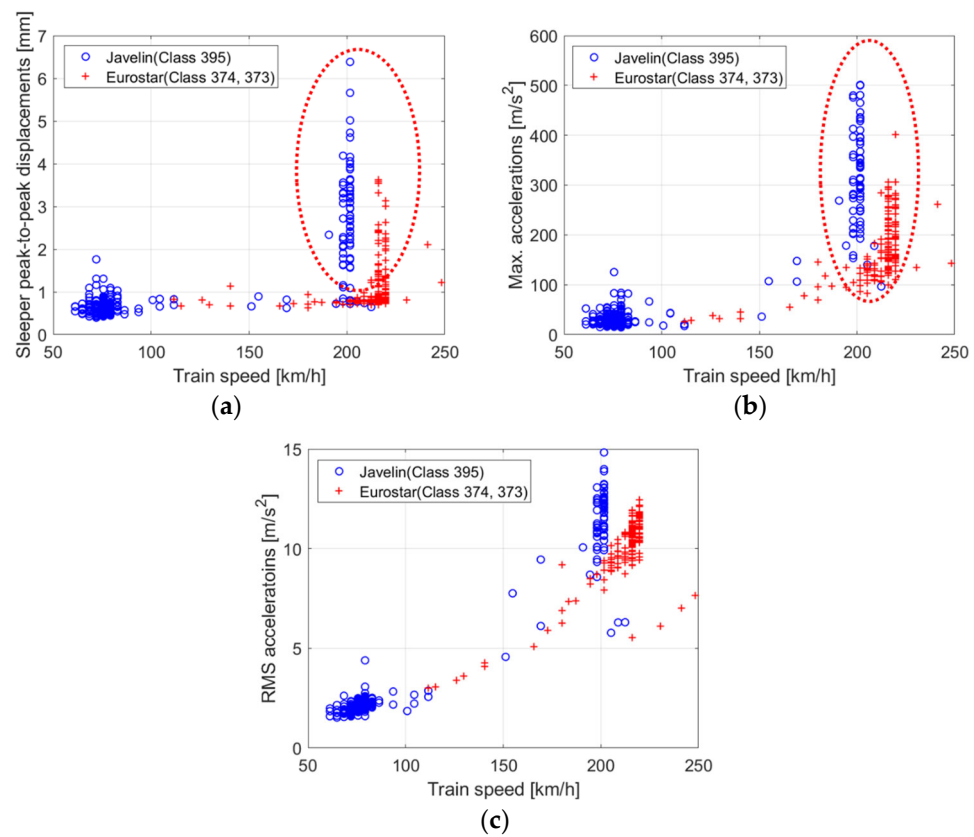 Sleeper peak-to-peak displacements [mm]
7
6
5
4
3
2
1
0
Javelin(Class 395)
Eurostar(Class 374, 373)
50 100 150 200 250
Train speed [km/h]
(a)
Max. accelerations [m/s²]
600
500
400
300
200
100
0
Javelin(Class 395)
Eurostar(Class 374, 373)
50 100 150 200 250
Train speed [km/h]
(b)
RMS acceleratoins [m/s²]
15
10
5
0
Javelin(Class 395)
Eurostar(Class 374, 373)
50 100 150 200 250
Train speed [km/h]
(c)